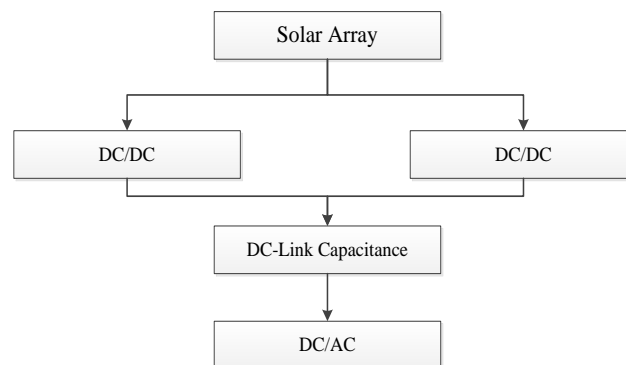 Solar Array
DC/DC
DC/DC
DC-Link Capacitance
DC/AC